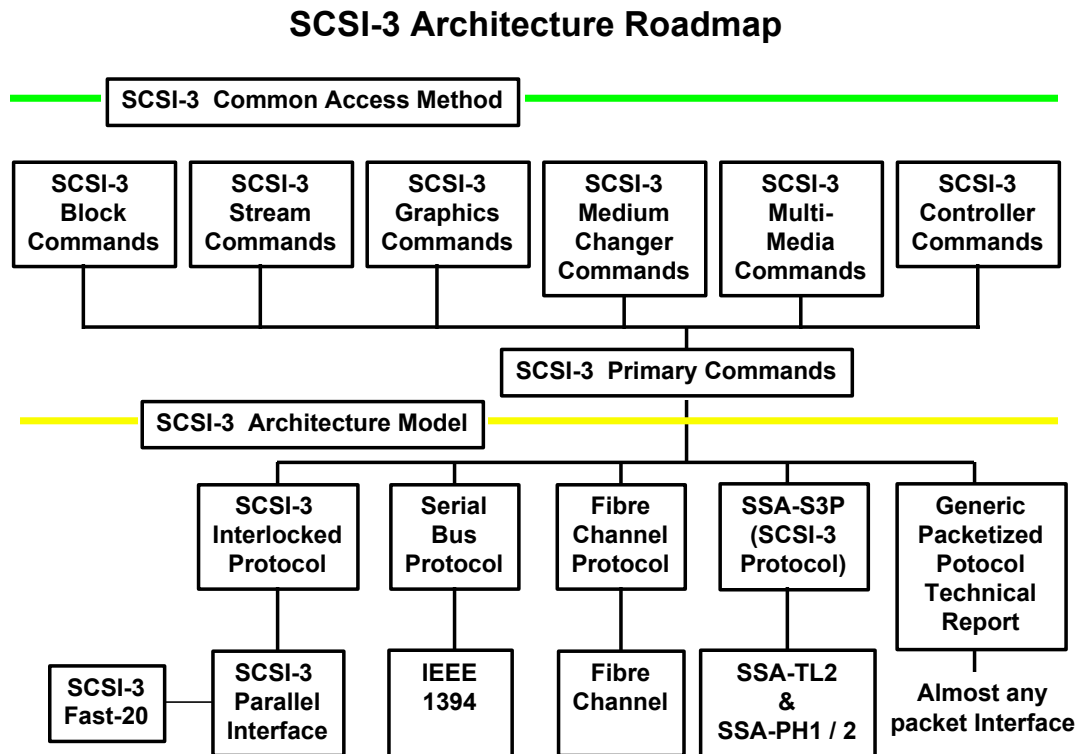 SCSI-3 Architecture Roadmap
SCSI-3 Common Access Method
SCSI-3
Block
Commands
SCSI-3
Stream
Commands
SCSI-3
Graphics
Commands
SCSI-3
Medium
Changer
Commands
SCSI-3
Multi-
Media
Commands
SCSI-3
Controller
Commands
SCSI-3 Primary Commands
SCSI-3 Architecture Model
SCSI-3
Interlocked
Protocol
Serial
Bus
Protocol
Fibre
Channel
Protocol
SSA-S3P
(SCSI-3
Protocol)
Generic
Packetized
Potocol
Technical
Report
SCSI-3
Fast-20
SCSI-3
Parallel
Interface
IEEE
1394
Fibre
Channel
SSA-TL2
&
SSA-PH1 / 2
Almost any
packet Interface